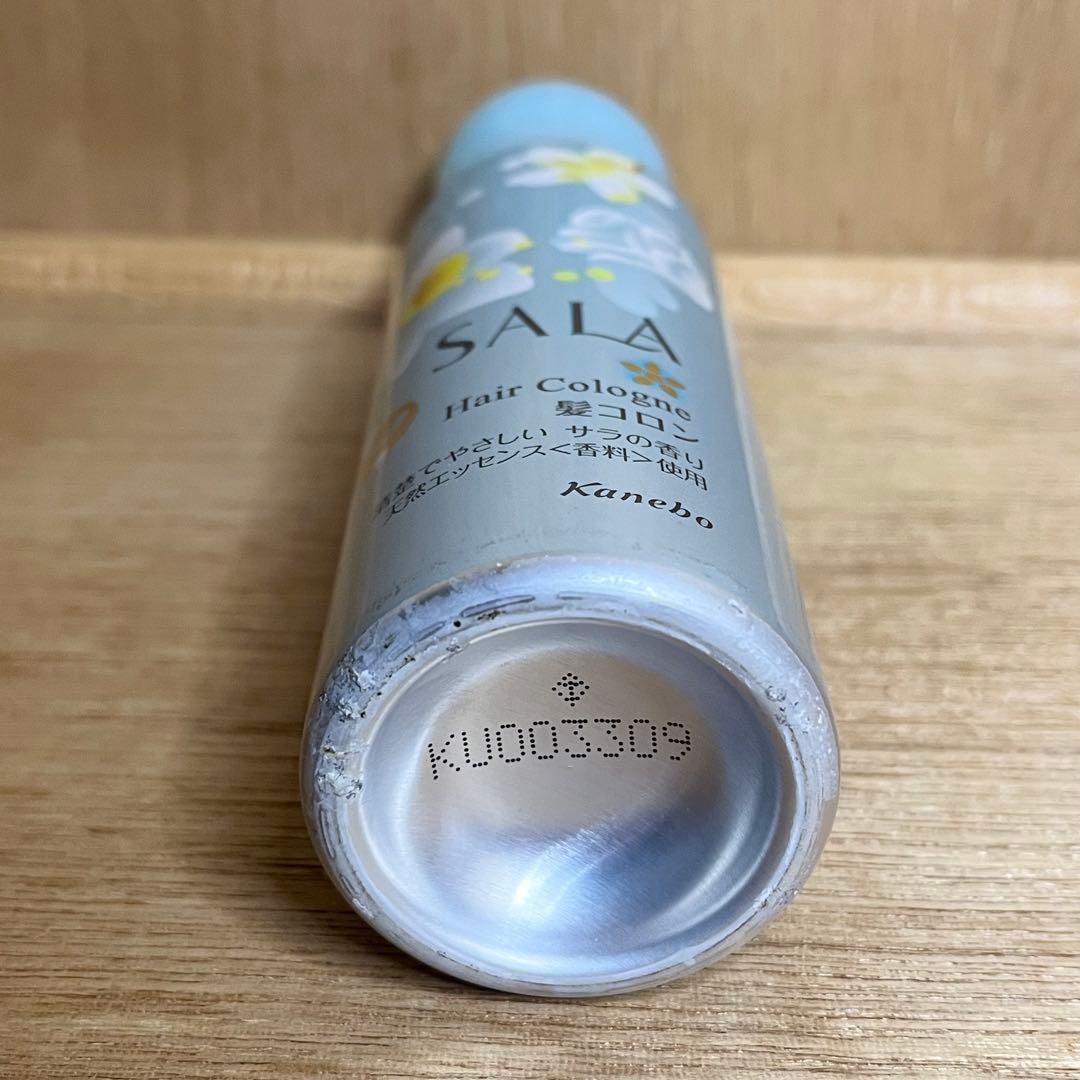 SALA
Hair Cologne
髪コロン
清楚でやさしい サラの香り
天然エッセンス<香料>使用
Kanebo
KU003309